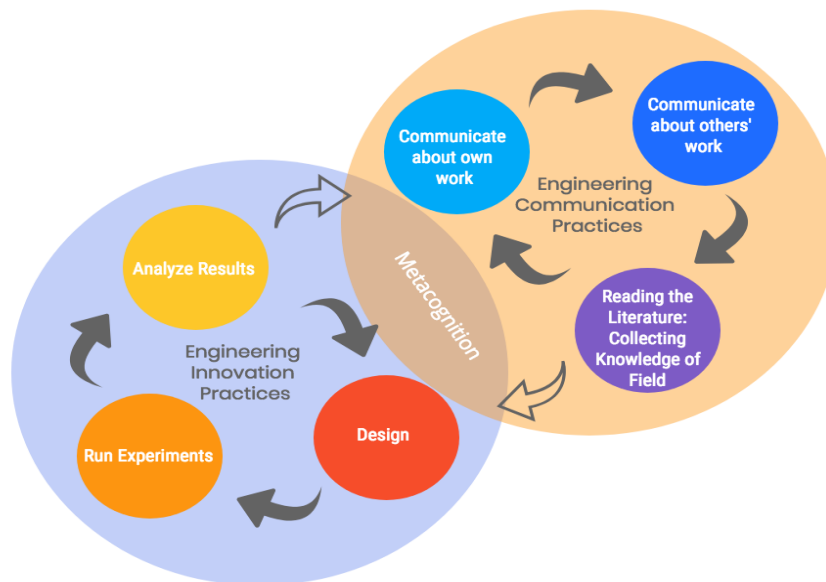 Communicate
about own
work
Communicate
about others'
work
Engineering
Communication
Practices
Reading the
Literature:
Collecting
Knowledge of
Field
Metacognition
Analyze Results
Engineering
Innovation
Practices
Run Experiments
Design